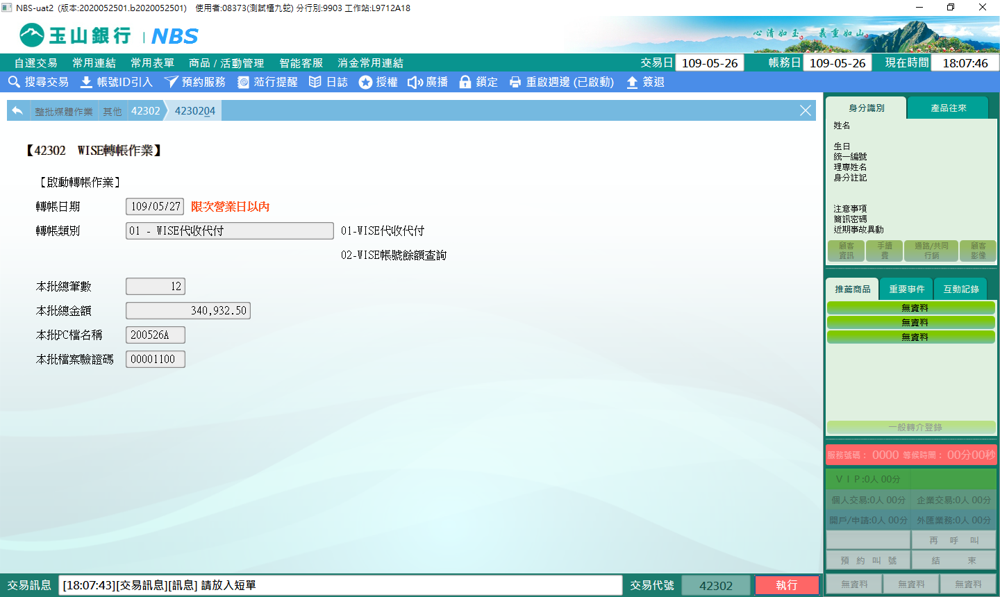 NBS-uat2 (版本:2020052501.b2020052501) 使用者:08373(測試櫃九蛇) 分行別:9903 工作站:L9712A18
玉山銀行 | NBS
心清如玉。義重如山。
自選交易 常用連結 常用表單 商品 / 活動管理 智能客服 消金常用連結 交易日 109-05-26 帳務日 109-05-26 現在時間 18:07:46
搜尋交易 帳號ID引入 預約服務 蒞行提醒 日誌 授權 廣播 鎖定 重啟週邊 (已啟動) 簽退
整批媒體作業 其他 42302 4230204
【42302 WISE轉帳作業】
【啟動轉帳作業】
轉帳日期 109/05/27 限次營業日以內
轉帳類別 01 - WISE代收代付 01-WISE代收代付
02-WISE帳號餘額查詢
本批總筆數 12
本批總金額 340,932.50
本批PC檔名稱 200526A
本批檔案驗證碼 00001100
身分識別 產品往來
姓名
生日
統一編號
理專姓名
身分註記
注意事項
簡訊密碼
近期事故異動
顧客資訊 手續費 通路/共同行銷 顧客影像
推薦商品 重要事件 互動記錄
無資料
無資料
無資料
一般轉介登錄
服務號碼： 0000 等候時間： 00分00秒
ＶＩＰ:0人 00分
個人交易:0人 00分 企業交易:0人 00分
開戶/申請:0人 00分 外匯業務:0人 00分
再 呼 叫
預 約 叫 號 結 束
無資料 無資料 無資料
交易訊息 [18:07:43][交易訊息][訊息] 請放入短單 交易代號 42302 執行